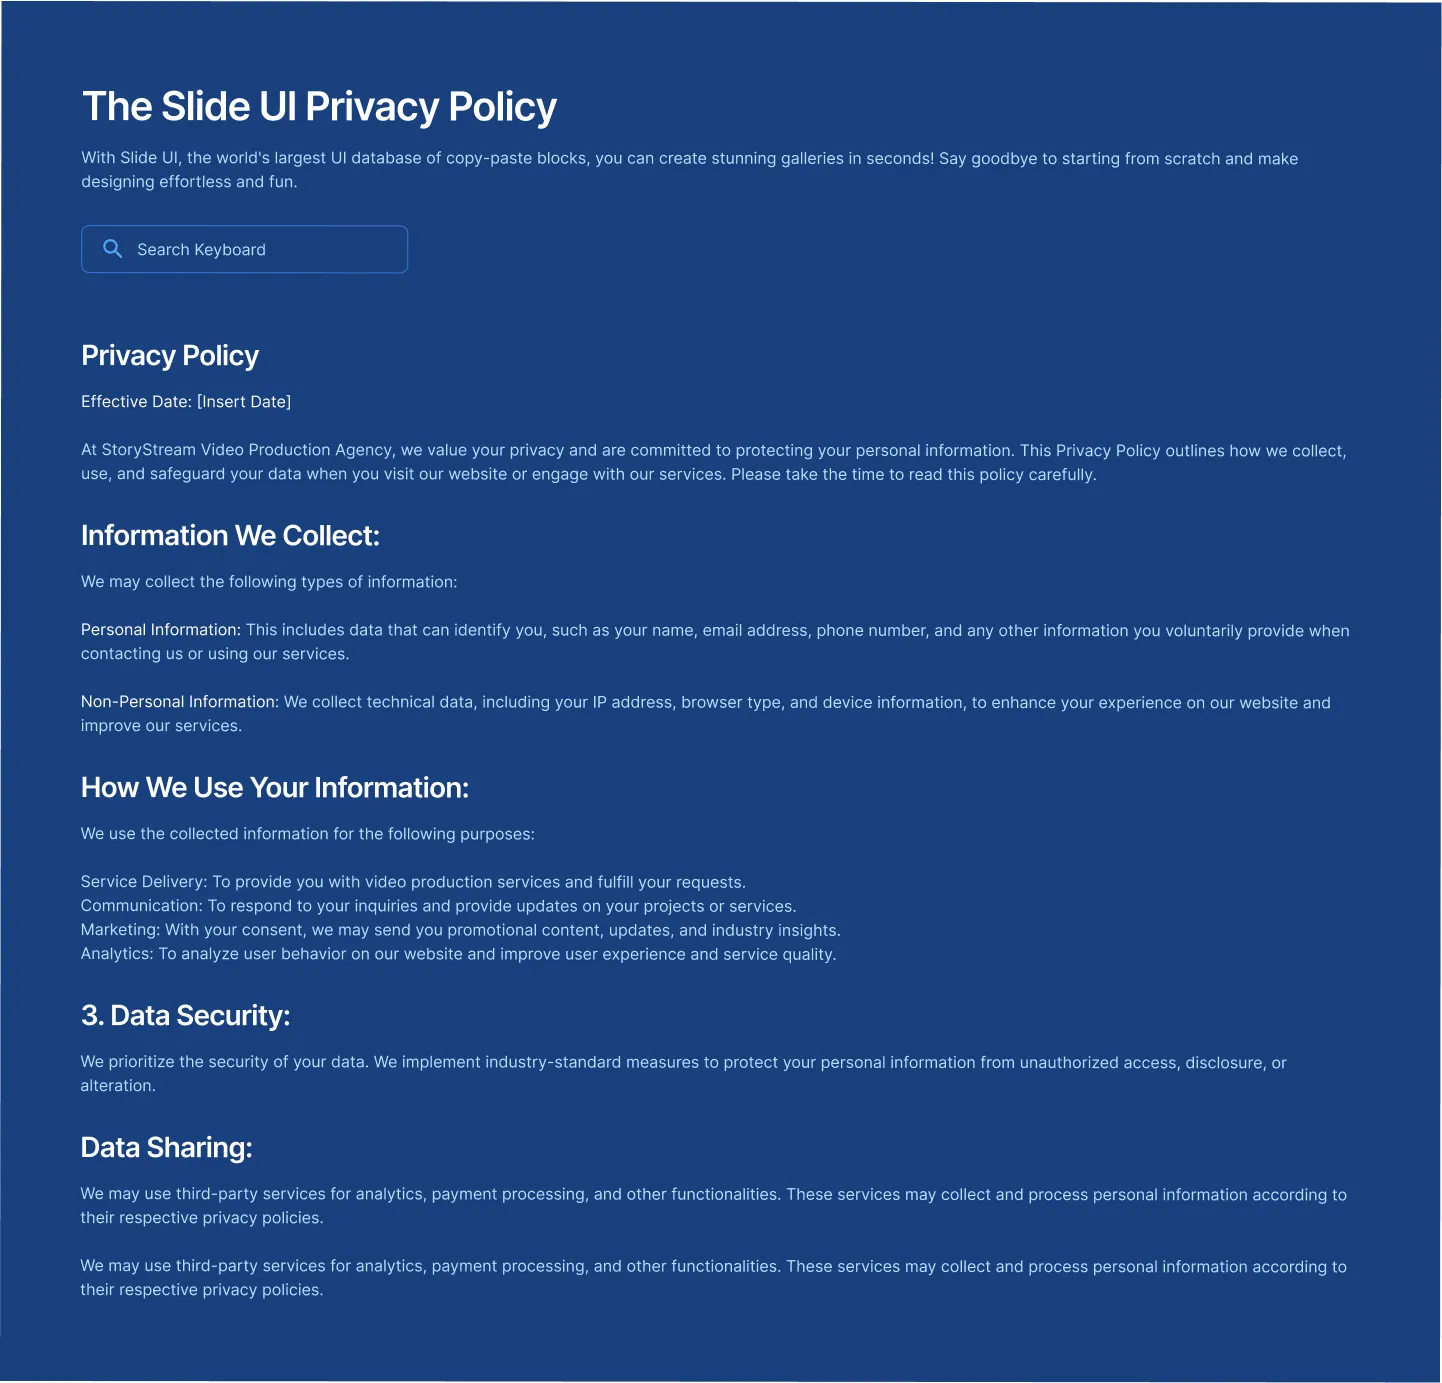 The Slide UI Privacy Policy
With Slide UI, the world's largest UI database of copy-paste blocks, you can create stunning galleries in seconds! Say goodbye to starting from scratch and make
designing effortless and fun.
Search Keyboard
Privacy Policy
Effective Date: [Insert Date]
At StoryStream Video Production Agency, we value your privacy and are committed to protecting your personal information. This Privacy Policy outlines how we collect,
use, and safeguard your data when you visit our website or engage with our services. Please take the time to read this policy carefully.
Information We Collect:
We may collect the following types of information:
Personal Information: This includes data that can identify you, such as your name, email address, phone number, and any other information you voluntarily provide when
contacting us or using our services.
Non-Personal Information: We collect technical data, including your IP address, browser type, and device information, to enhance your experience on our website and
improve our services.
How We Use Your Information:
We use the collected information for the following purposes:
Service Delivery: To provide you with video production services and fulfill your requests.
Communication: To respond to your inquiries and provide updates on your projects or services.
Marketing: With your consent, we may send you promotional content, updates, and industry insights.
Analytics: To analyze user behavior on our website and improve user experience and service quality.
3. Data Security:
We prioritize the security of your data. We implement industry-standard measures to protect your personal information from unauthorized access, disclosure, or
alteration.
Data Sharing:
We may use third-party services for analytics, payment processing, and other functionalities. These services may collect and process personal information according to
their respective privacy policies.
We may use third-party services for analytics, payment processing, and other functionalities. These services may collect and process personal information according to
their respective privacy policies.